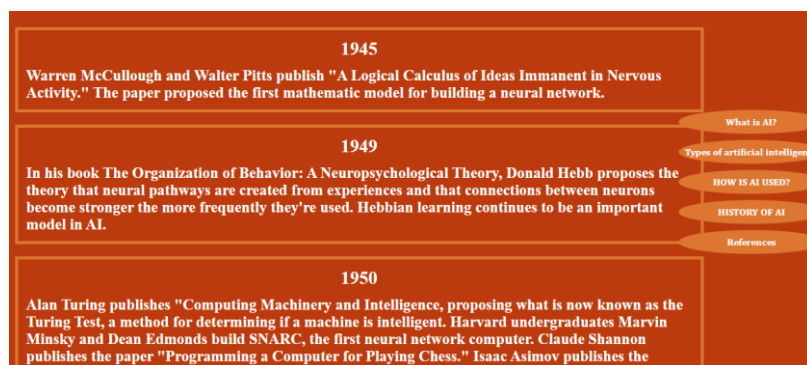 1945
Warren McCullough and Walter Pitts publish "A Logical Calculus of Ideas Immanent in Nervous
Activity." The paper proposed the first mathematic model for building a neural network.
1949
In his book The Organization of Behavior: A Neuropsychological Theory, Donald Hebb proposes the
theory that neural pathways are created from experiences and that connections between neurons
become stronger the more frequently they're used. Hebbian learning continues to be an important
model in AI.
1950
Alan Turing publishes "Computing Machinery and Intelligence, proposing what is now known as the
Turing Test, a method for determining if a machine is intelligent. Harvard undergraduates Marvin
Minsky and Dean Edmonds build SNARC, the first neural network computer. Claude Shannon
publishes the paper "Programming a Computer for Playing Chess." Isaac Asimov publishes the
What is AI?
Types of artificial intelligen
HOW IS AI USED?
HISTORY OF AI
References